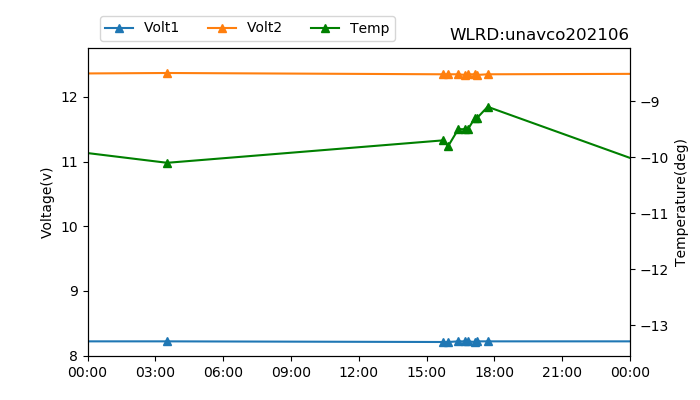 Volt1 Volt2 Temp
WLRD:unavco202106
Voltage(v)
12
11
10
9
8
−9
−10
−11
−12
−13
Temperature(deg)
00:00 03:00 06:00 09:00 12:00 15:00 18:00 21:00 00:00